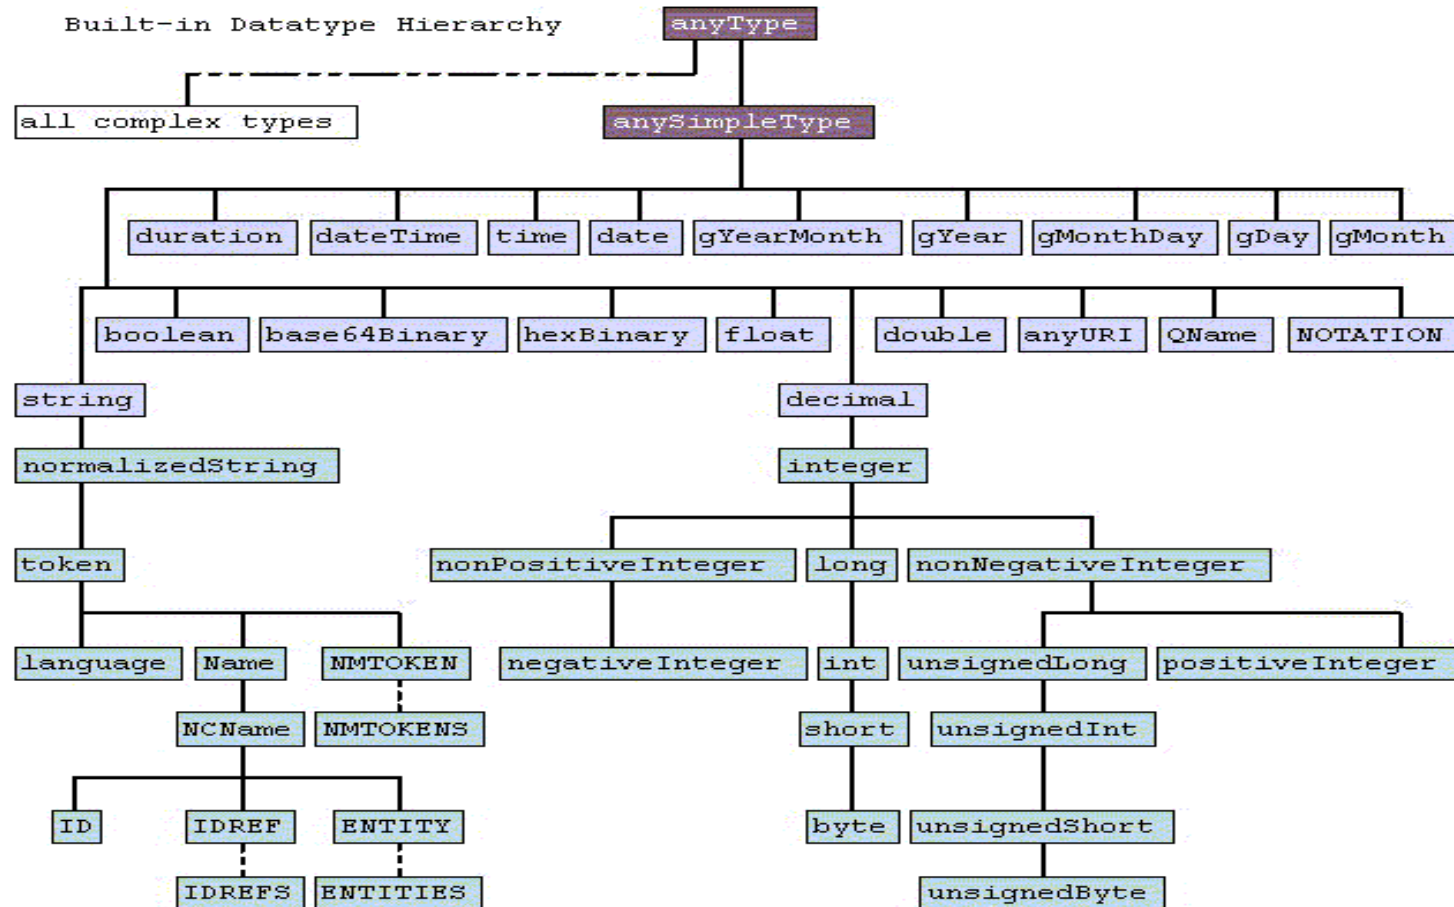 Built-in Datatype Hierarchy anyType
all complex types anySimpleType
duration dateTime time date gYearMonth gYear gMonthDay gDay gMonth
boolean base64Binary hexBinary float double anyURI QName NOTATION
string decimal
normalizedString integer
token nonPositiveInteger long nonNegativeInteger
language Name NMTOKEN negativeInteger int unsignedLong positiveInteger
NCName NMTOKENS short unsignedInt
ID IDREF ENTITY byte unsignedShort
IDREFS ENTITIES unsignedByte